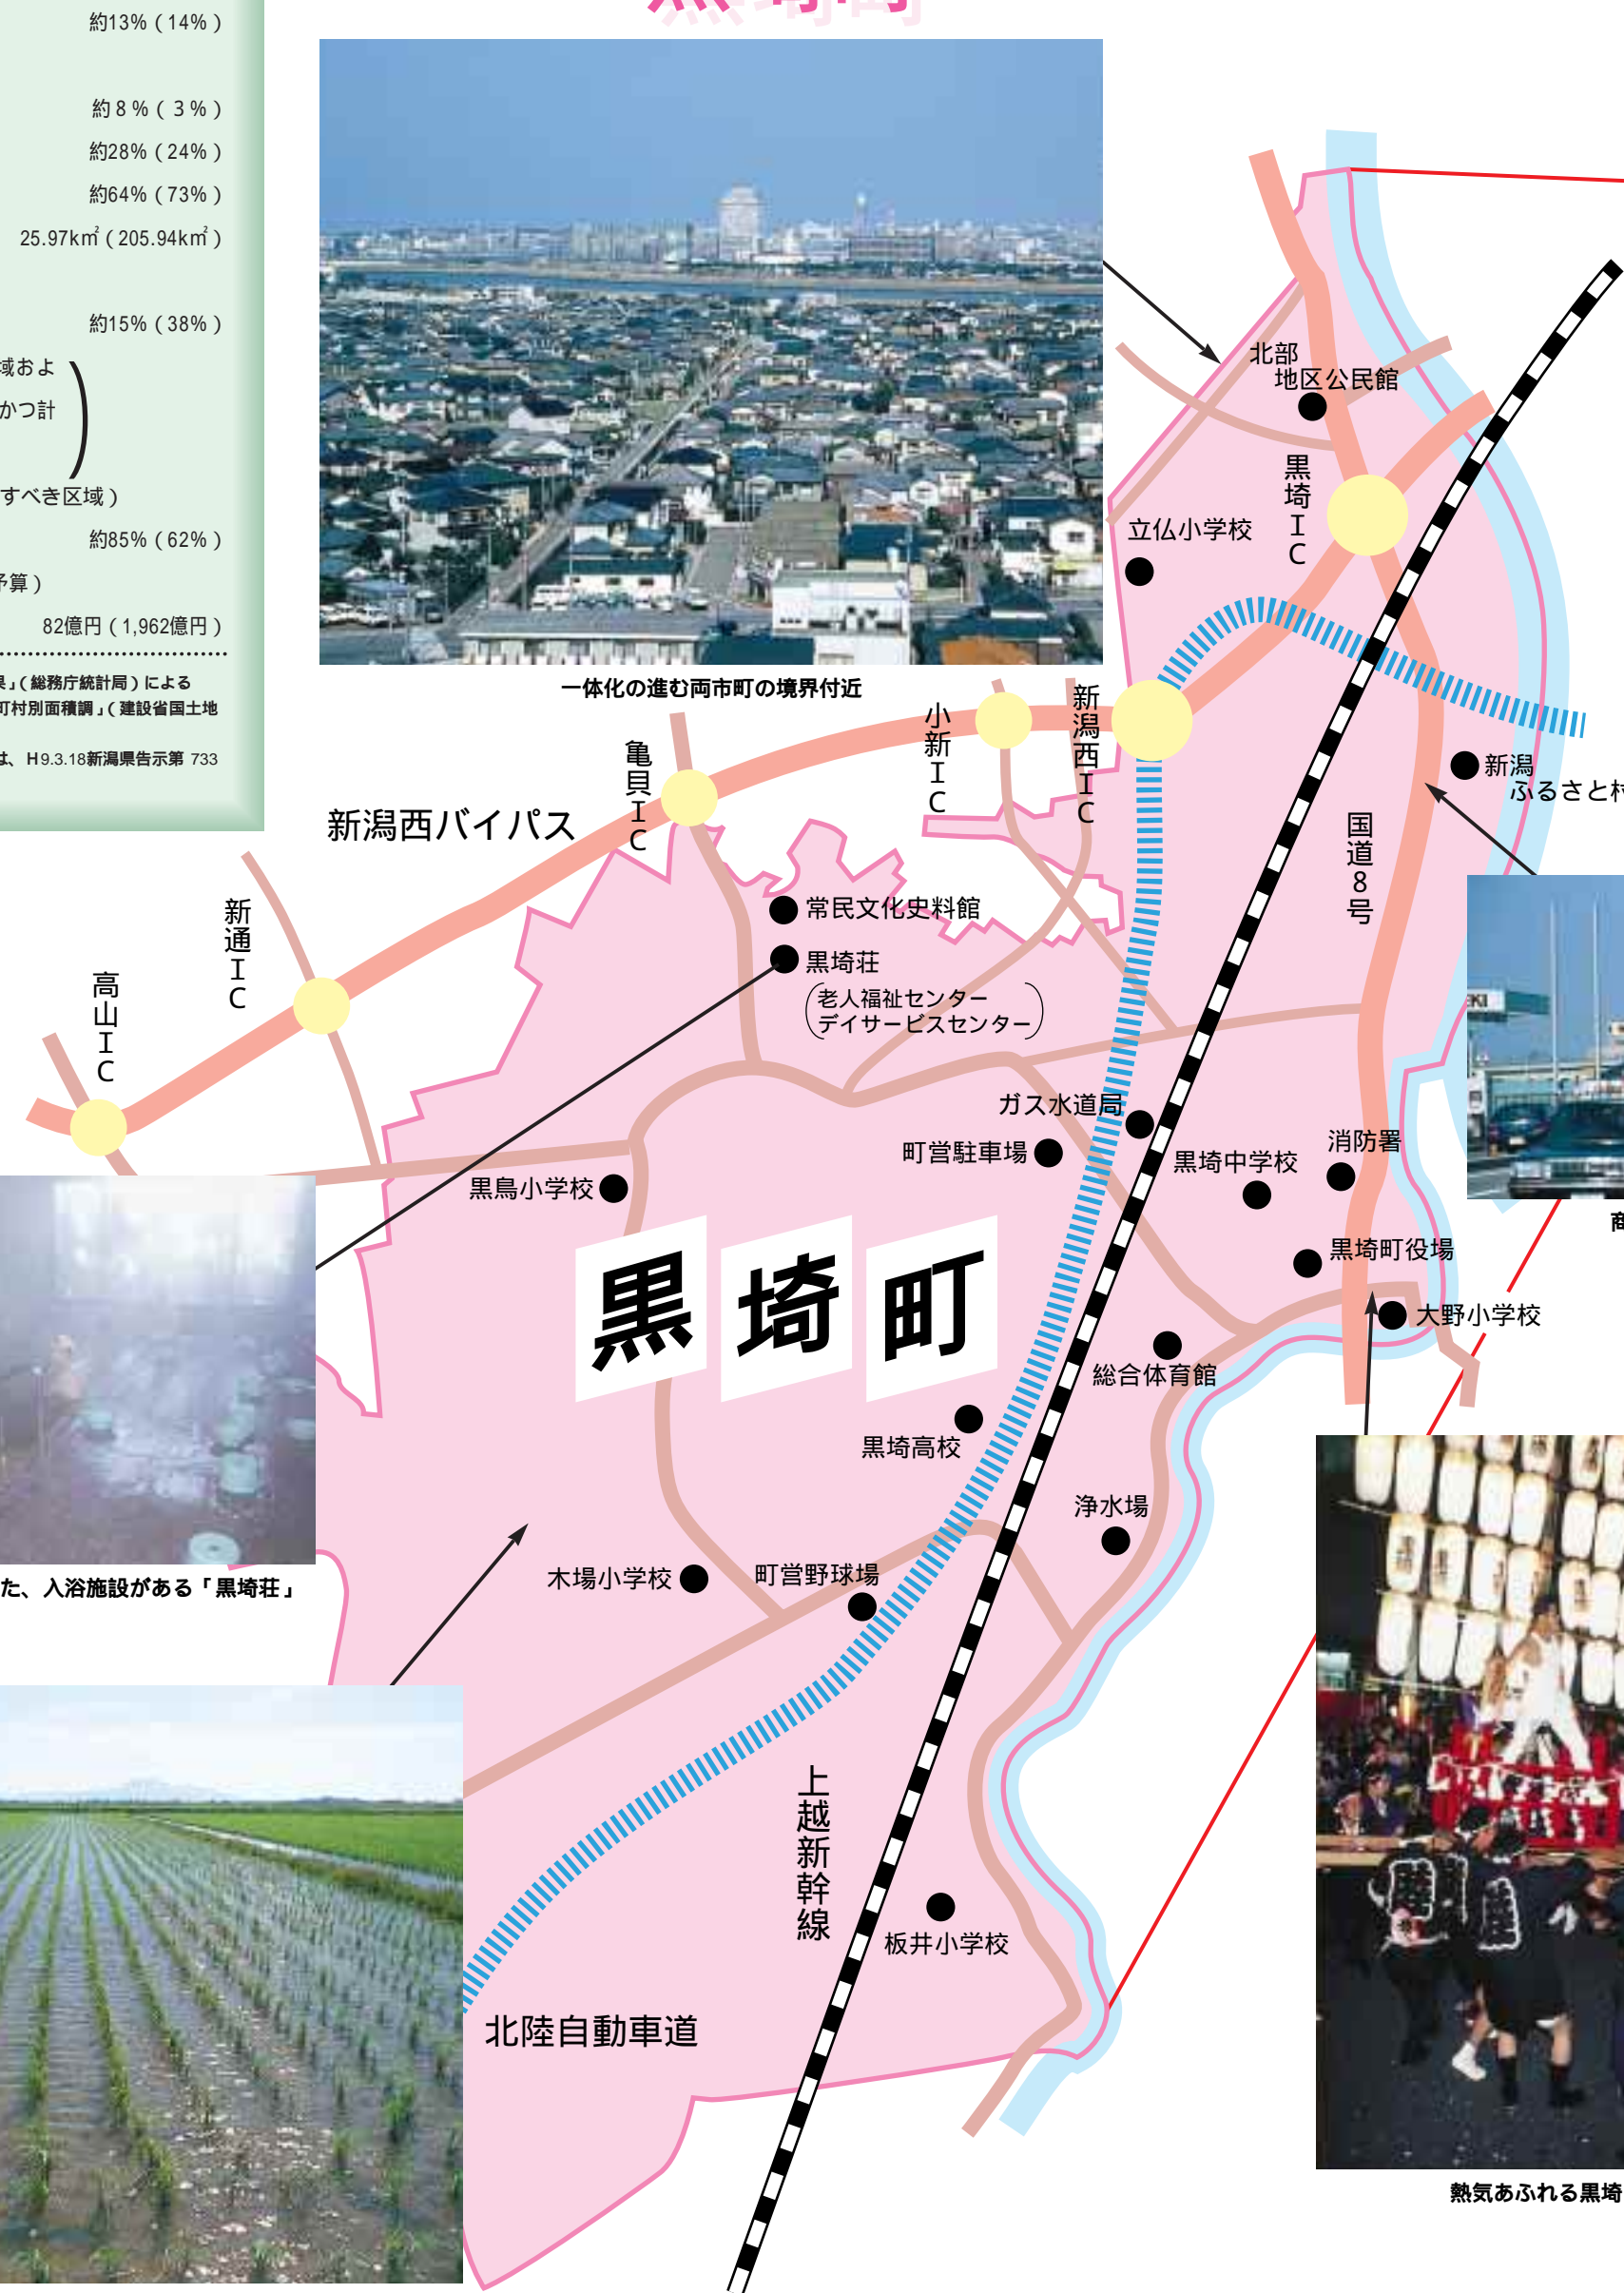 約13%（14%）
約8%（3%）
約28%（24%）
約64%（73%）
25.97k㎡（205.94k㎡）
約15%（38%）
域およ
かつ計
すべき区域）
約85%（62%）
予算）
82億円（1,962億円）
」（総務庁統計局）による
町村別面積調」（建設省国土地
は、H9.3.18新潟県告示第733
黒埼町
一体化の進む両市町の境界付近
北部
地区公民館
黒埼IC
立仏小学校
新潟西IC
小新IC
亀貝IC
新潟西バイパス
新潟
ふるさと村
国道8号
新通IC
高山IC
常民文化史料館
黒埼荘
（老人福祉センター
デイサービスセンター）
EKI
商
ガス水道局
町営駐車場
消防署
黒埼中学校
黒鳥小学校
黒埼町役場
黒埼町
大野小学校
総合体育館
黒埼高校
浄水場
木場小学校
町営野球場
た、入浴施設がある「黒埼荘」
上越新幹線
板井小学校
北陸自動車道
熱気あふれる黒埼